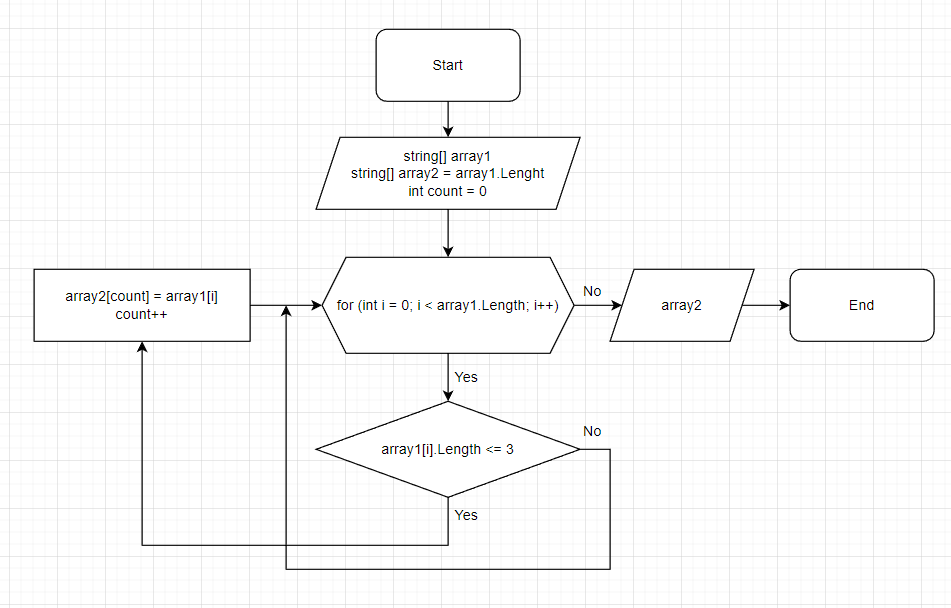 Start
string[] array1
string[] array2 = array1.Lenght
int count = 0
array2[count] = array1[i]
count++
for (int i = 0; i < array1.Length; i++)
No
array2
End
Yes
array1[i].Length <= 3
No
Yes